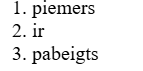 1. piemers
2. ir
3. pabeigts